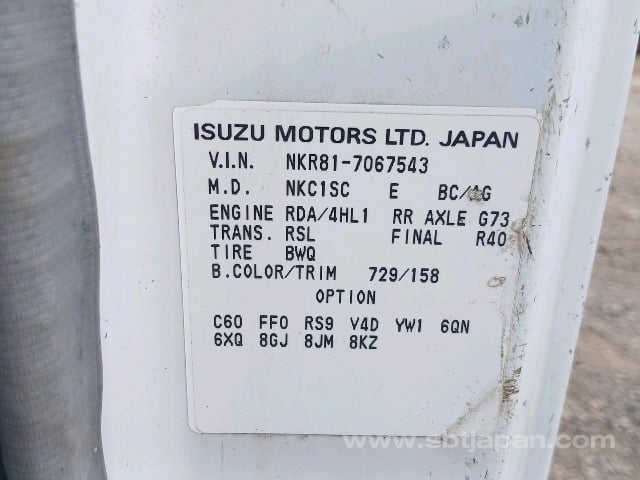 ISUZU MOTORS LTD. JAPAN
V.I.N. NKR81-7067543
M.D. NKC1SC E BC/AG
ENGINE RDA/4HL1 RR AXLE G73
TRANS. RSL FINAL R40
TIRE BWQ
B.COLOR/TRIM 729/158
OPTION
C60 FF0 RS9 V4D YW1 6QN
6XQ 8GJ 8JM 8KZ
www.sbtjapan.com